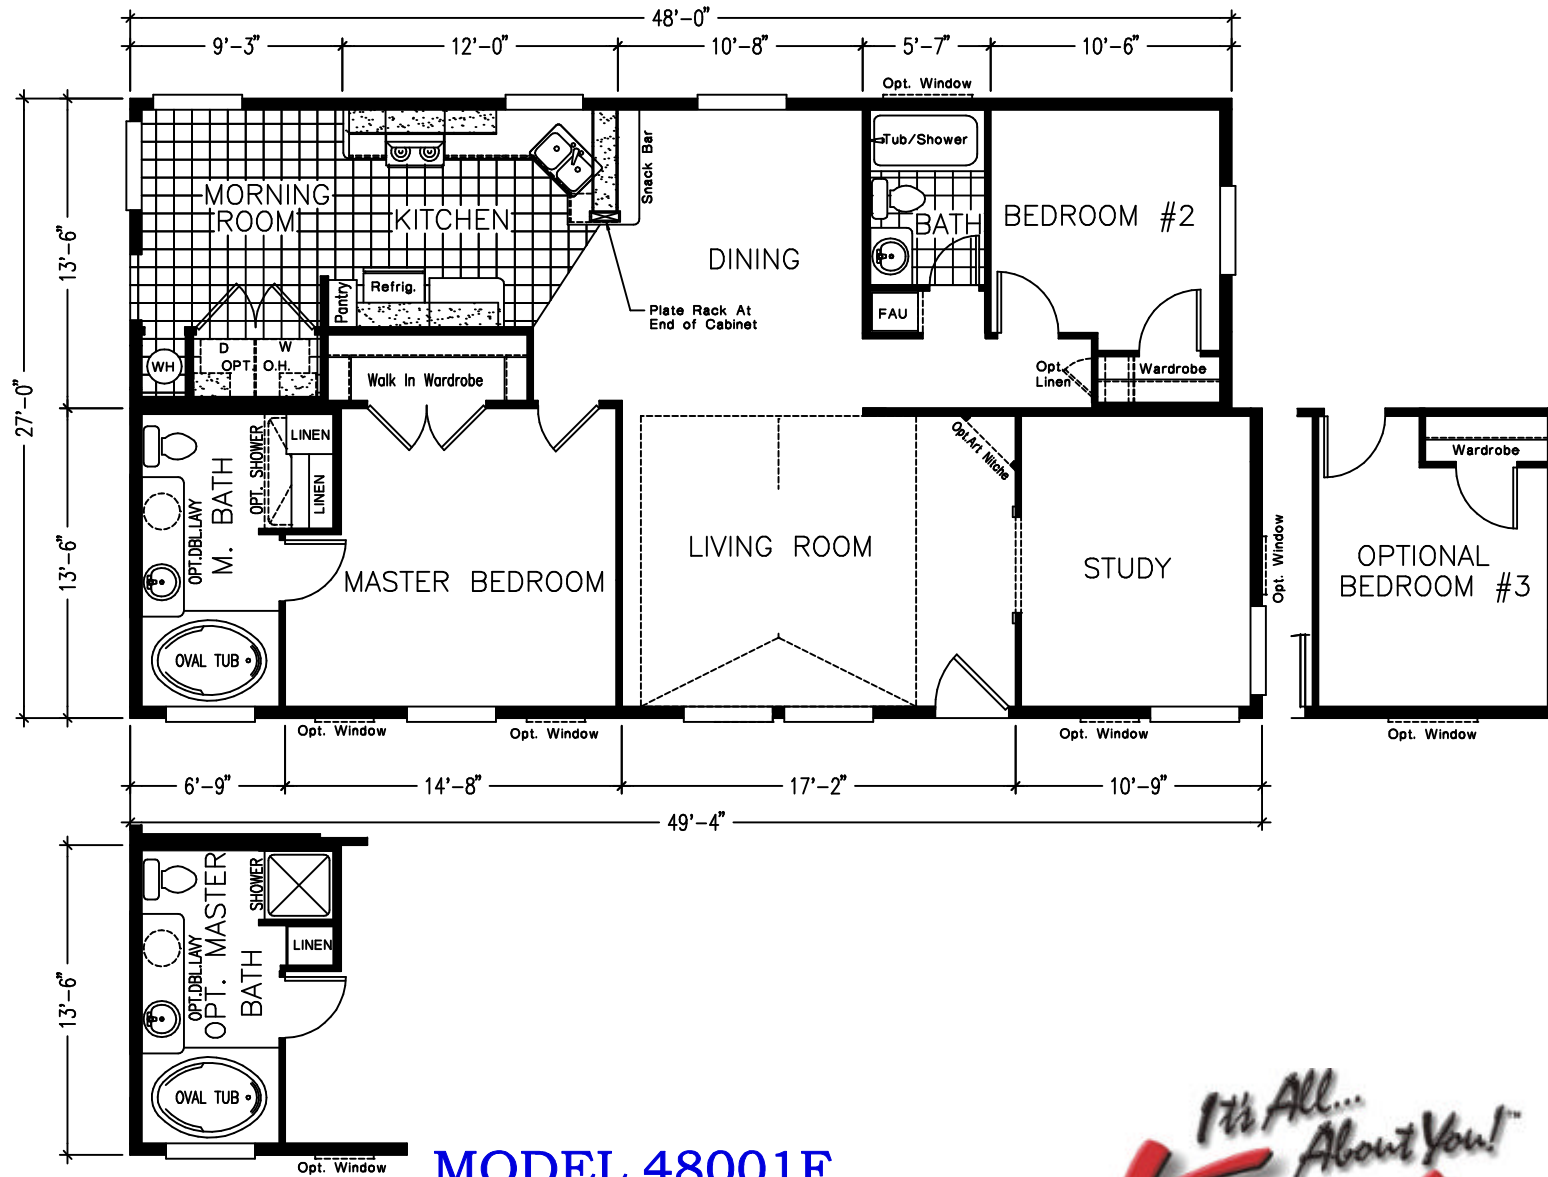 48'-0"
9'-3"
12'-0"
10'-8"
5'-7"
10'-6"
Opt. Window
27'-0"
13'-6"
13'-6"
MORNING
ROOM
KITCHEN
Snack Bar
DINING
Tub/Shower
BATH
BEDROOM #2
Refrig.
Pantry
Plate Rack At
End of Cabinet
FAU
WH
D
W
OPT.
O.H.
Walk In Wardrobe
Opt.
Linen
Wardrobe
LINEN
LINEN
OPT. SHOWER
M. BATH
OPT.DBL.LAVY
OVAL TUB
MASTER BEDROOM
LIVING ROOM
Opt.Art Nitche
STUDY
Opt. Window
Wardrobe
OPTIONAL
BEDROOM #3
Opt. Window
Opt. Window
Opt. Window
Opt. Window
6'-9"
14'-8"
17'-2"
10'-9"
49'-4"
13'-6"
SHOWER
OPT. MASTER
BATH
OPT.DBL.LAVY
LINEN
OVAL TUB
Opt. Window
MODEL 48001F
It's All...
About You!™